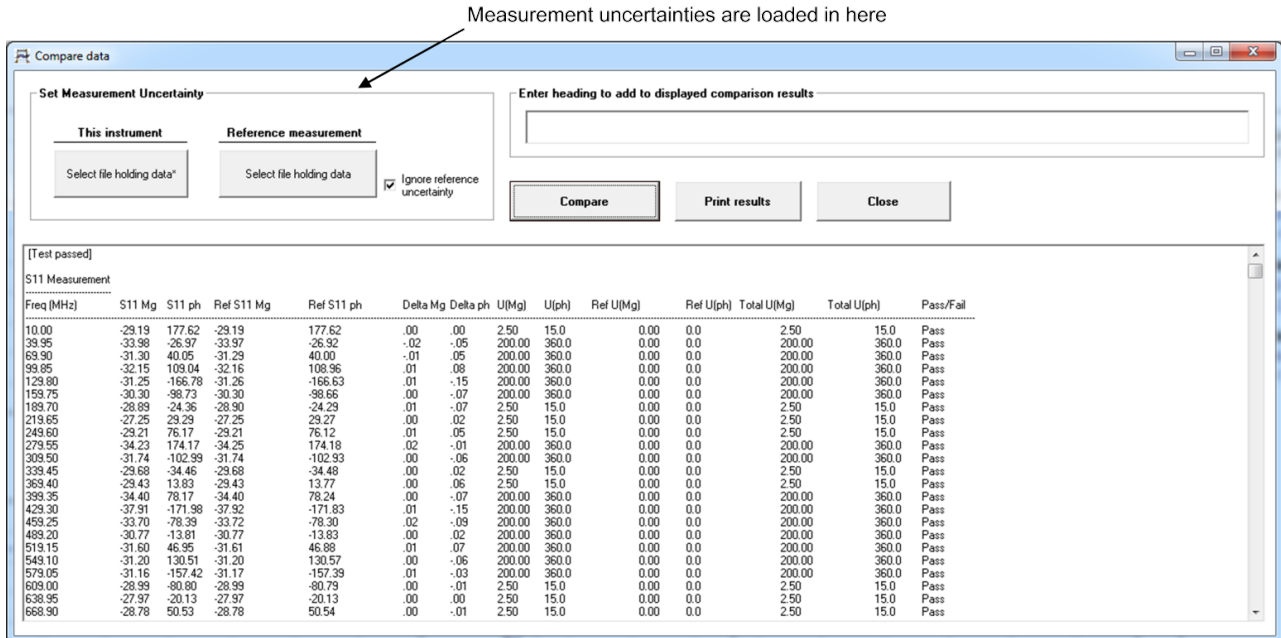 Measurement uncertainties are loaded in here
Compare data
Set Measurement Uncertainty
This instrument Reference measurement
Select file holding data* Select file holding data
Ignore reference
uncertainty
Enter heading to add to displayed comparison results
Compare Print results Close
[Test passed]
S11 Measurement
Freq (MHz) S11 Mg S11 ph Ref S11 Mg Ref S11 ph Delta Mg Delta ph U(Mg) U(ph) Ref U(Mg) Ref U(ph) Total U(Mg) Total U(ph) Pass/Fail
10.00 -29.19 177.62 -29.19 177.62 .00 .00 2.50 15.0 0.00 0.0 2.50 15.0 Pass
39.95 -33.98 -26.97 -33.97 -26.92 -.02 -.05 200.00 360.0 0.00 0.0 200.00 360.0 Pass
69.90 -31.30 40.05 -31.29 40.00 -.01 .05 200.00 360.0 0.00 0.0 200.00 360.0 Pass
99.85 -32.15 109.04 -32.16 108.96 .01 .08 200.00 360.0 0.00 0.0 200.00 360.0 Pass
129.80 -31.25 -166.78 -31.26 -166.63 .01 -.15 200.00 360.0 0.00 0.0 200.00 360.0 Pass
159.75 -30.30 -98.73 -30.30 -98.66 .00 -.07 200.00 360.0 0.00 0.0 200.00 360.0 Pass
189.70 -28.89 -24.36 -28.90 -24.29 .01 -.07 2.50 15.0 0.00 0.0 2.50 15.0 Pass
219.65 -27.25 29.29 -27.25 29.27 .00 .02 2.50 15.0 0.00 0.0 2.50 15.0 Pass
249.60 -29.21 76.17 -29.21 76.12 .01 .05 2.50 15.0 0.00 0.0 2.50 15.0 Pass
279.55 -34.23 174.17 -34.25 174.18 .02 -.01 200.00 360.0 0.00 0.0 200.00 360.0 Pass
309.50 -31.74 -102.99 -31.74 -102.93 .00 -.06 200.00 360.0 0.00 0.0 200.00 360.0 Pass
339.45 -29.68 -34.46 -29.68 -34.48 .00 .02 2.50 15.0 0.00 0.0 2.50 15.0 Pass
369.40 -29.43 13.83 -29.43 13.77 .00 .06 2.50 15.0 0.00 0.0 2.50 15.0 Pass
399.35 -34.40 78.17 -34.40 78.24 .00 -.07 200.00 360.0 0.00 0.0 200.00 360.0 Pass
429.30 -37.91 -171.98 -37.92 -171.83 .01 -.15 200.00 360.0 0.00 0.0 200.00 360.0 Pass
459.25 -33.70 -78.39 -33.72 -78.30 .02 -.09 200.00 360.0 0.00 0.0 200.00 360.0 Pass
489.20 -30.77 -13.81 -30.77 -13.83 .00 .02 200.00 360.0 0.00 0.0 200.00 360.0 Pass
519.15 -31.60 46.95 -31.61 46.88 .01 .07 200.00 360.0 0.00 0.0 200.00 360.0 Pass
549.10 -31.20 130.51 -31.20 130.57 .00 -.06 200.00 360.0 0.00 0.0 200.00 360.0 Pass
579.05 -31.16 -157.42 -31.17 -157.39 .01 -.03 200.00 360.0 0.00 0.0 200.00 360.0 Pass
609.00 -28.99 -80.80 -28.99 -80.79 .00 -.01 2.50 15.0 0.00 0.0 2.50 15.0 Pass
638.95 -27.97 -20.13 -27.97 -20.13 .00 .00 2.50 15.0 0.00 0.0 2.50 15.0 Pass
668.90 -28.78 50.53 -28.78 50.54 .00 -.01 2.50 15.0 0.00 0.0 2.50 15.0 Pass